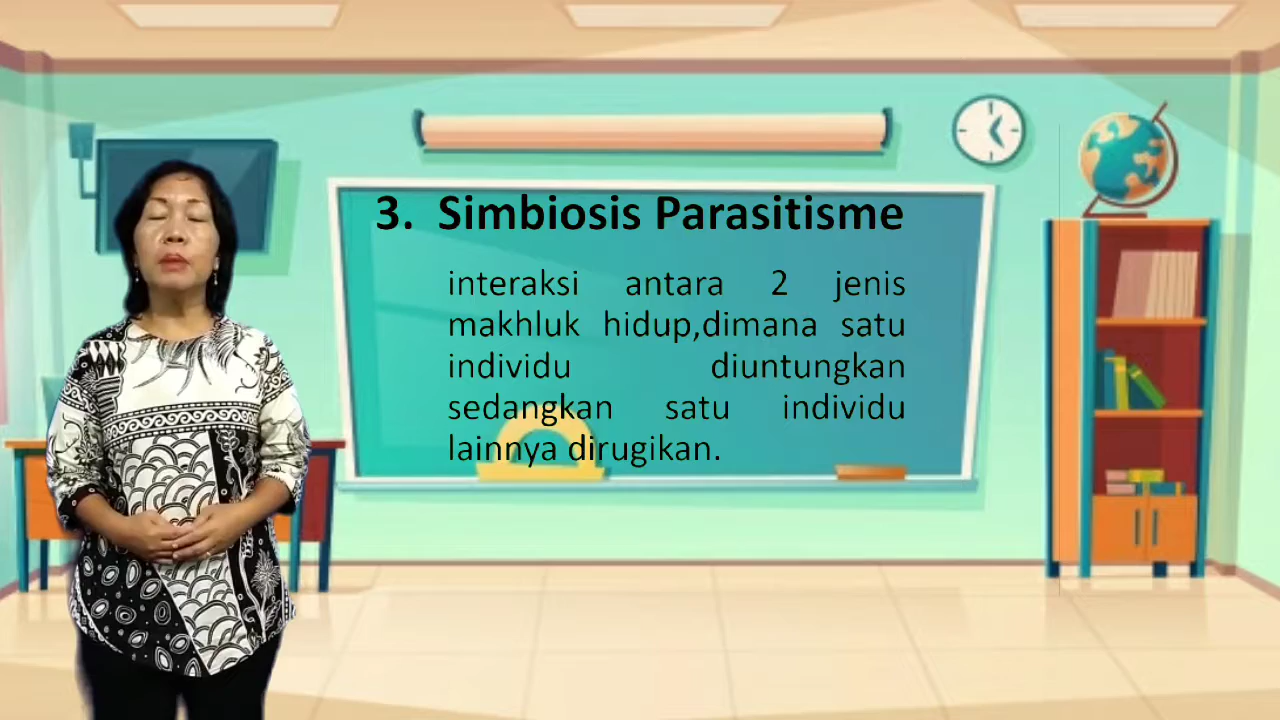 3. Simbiosis Parasitisme
interaksi antara 2 jenis
makhluk hidup,dimana satu
individu diuntungkan
sedangkan satu individu
lainnya dirugikan.